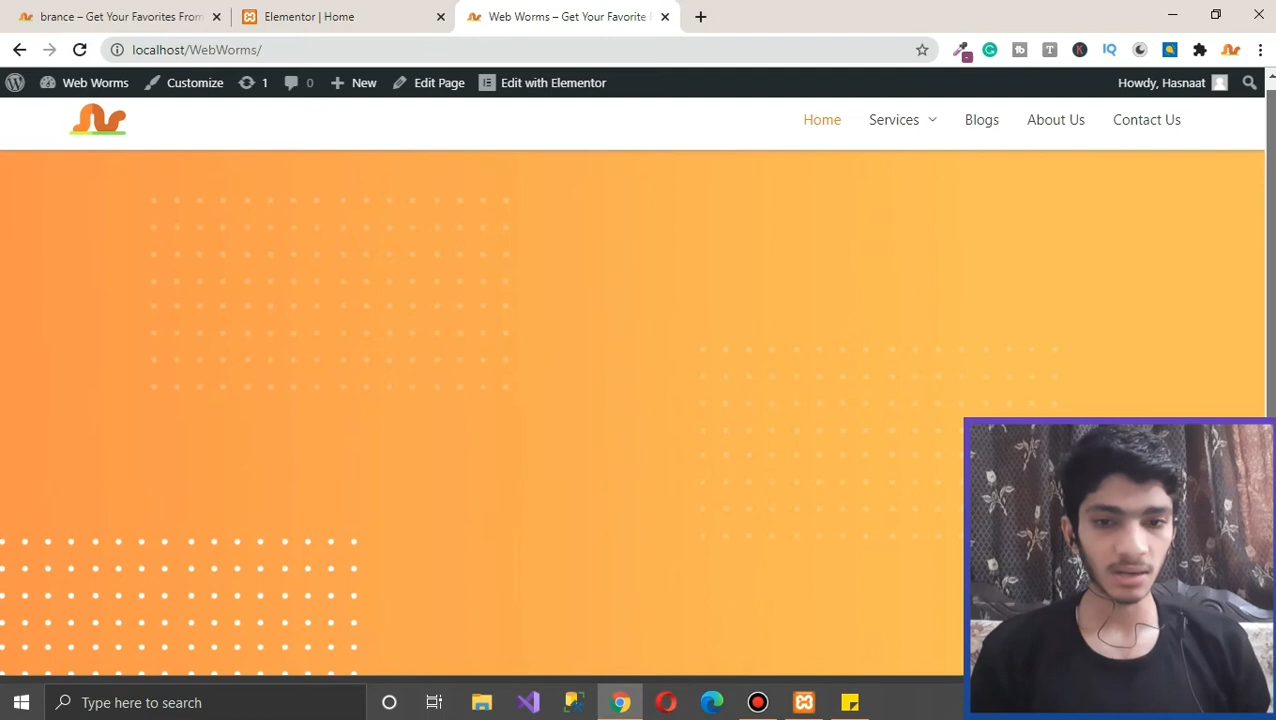 brance – Get Your Favorites From
Elementor | Home
Web Worms – Get Your Favorite
localhost/WebWorms/
Web Worms
Customize
1
0
New
Edit Page
Edit with Elementor
Howdy, Hasnaat
Home
Services
Blogs
About Us
Contact Us
Type here to search